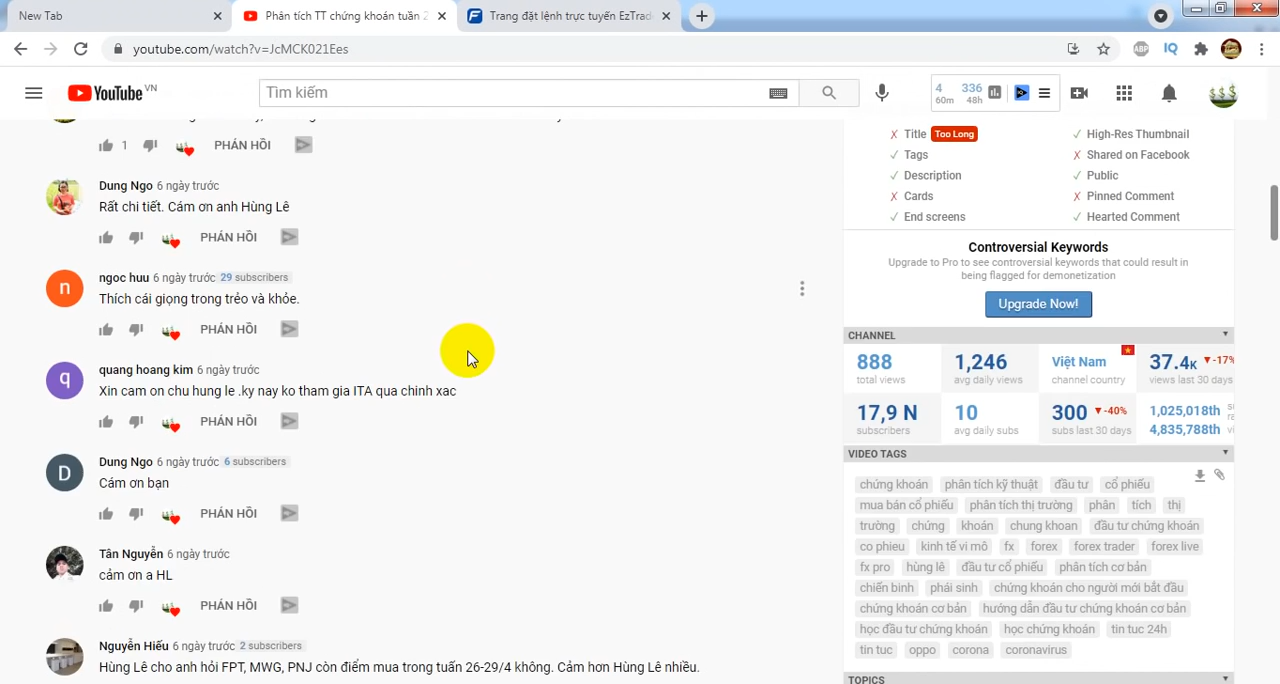 New Tab
Phân tích TT chứng khoán tuần 2
Trang đặt lệnh trực tuyến EzTrad
youtube.com/watch?v=JcMCK021Ees
ABP
IQ
YouTube VN
Tìm kiếm
4 336
60m 48h
1 PHẢN HỒI
Dung Ngo 6 ngày trước
Rất chi tiết. Cám ơn anh Hùng Lê
PHẢN HỒI
ngoc huu 6 ngày trước 29 subscribers
Thích cái giọng trong trẻo và khỏe.
PHẢN HỒI
quang hoang kim 6 ngày trước
Xin cam on chu hung le .ky nay ko tham gia ITA qua chinh xac
PHẢN HỒI
Dung Ngo 6 ngày trước 6 subscribers
Cám ơn bạn
PHẢN HỒI
Tân Nguyễn 6 ngày trước
cảm ơn a HL
PHẢN HỒI
Nguyễn Hiếu 6 ngày trước 2 subscribers
Hùng Lê cho anh hỏi FPT, MWG, PNJ còn điểm mua trong tuần 26-29/4 không. Cảm hơn Hùng Lê nhiều.
Title Too Long High-Res Thumbnail
Tags Shared on Facebook
Description Public
Cards Pinned Comment
End screens Hearted Comment
Controversial Keywords
Upgrade to Pro to see controversial keywords that could result in
being flagged for demonetization
Upgrade Now!
CHANNEL
888 1,246 Việt Nam 37.4K -17%
total views avg daily views channel country views last 30 days
17,9 N 10 300 -40% 1,025,018th
subscribers avg daily subs subs last 30 days 4,835,788th
VIDEO TAGS
chứng khoán phân tích kỹ thuật đầu tư cổ phiếu
mua bán cổ phiếu phân tích thị trường phân tích thị
trường chứng khoán chung khoan đầu tư chứng khoán
co phieu kinh tế vi mô fx forex forex trader forex live
fx pro hùng lê đầu tư cổ phiếu phân tích cơ bản
chiến binh phái sinh chứng khoán cho người mới bắt đầu
chứng khoán cơ bản hướng dẫn đầu tư chứng khoán cơ bản
học đầu tư chứng khoán học chứng khoán tin tuc 24h
tin tuc oppo corona coronavirus
TOPICS